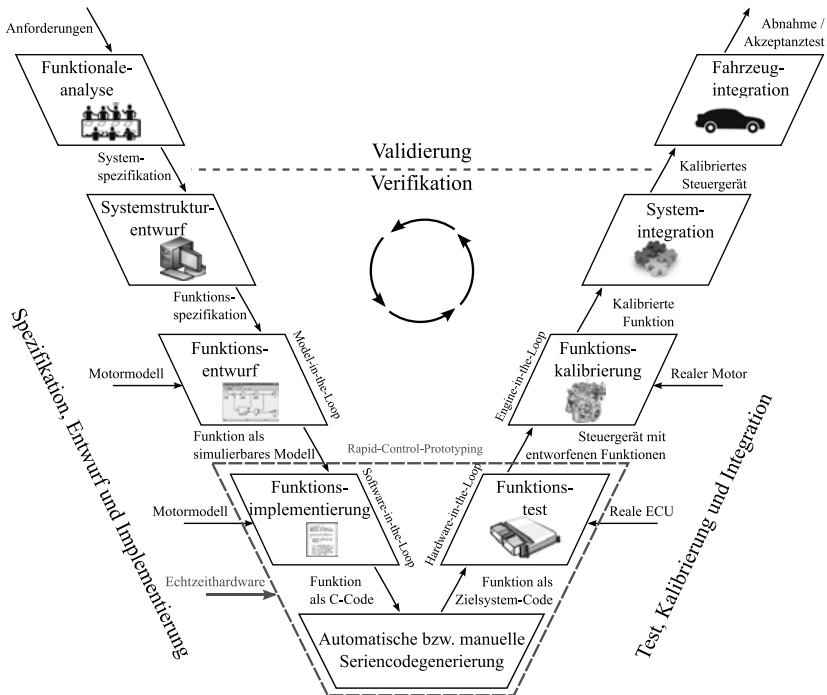 Anforderungen
Funktionale-
analyse
System-
spezifikation
Systemstruktur-
entwurf
Funktions-
spezifikation
Motormodell
Funktions-
entwurf
Model-in-the-Loop
Funktion als
simulierbares Modell
Motormodell
Funktions-
implementierung
Software-in-the-Loop
Echtzeithardware
Funktion
als C-Code
Automatische bzw. manuelle
Seriencodegenerierung
Funktion als
Zielsystem-Code
Rapid-Control-Prototyping
Hardware-in-the-Loop
Funktions-
test
Reale ECU
Steuergerät mit
entworfenen Funktionen
Engine-in-the-Loop
Funktions-
kalibrierung
Realer Motor
Kalibrierte
Funktion
System-
integration
Kalibriertes
Steuergerät
Fahrzeug-
integration
Abnahme /
Akzeptanztest
Validierung
Verifikation
Spezifikation, Entwurf und Implementierung
Test, Kalibrierung und Integration